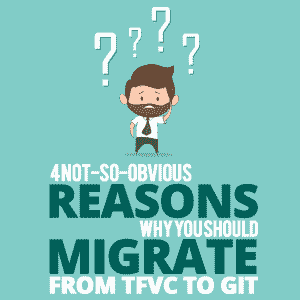 ? ? ? ?
4 NOT-SO-OBVIOUS
REASONS
WHY YOU SHOULD
MIGRATE
FROM TFVC TO GIT